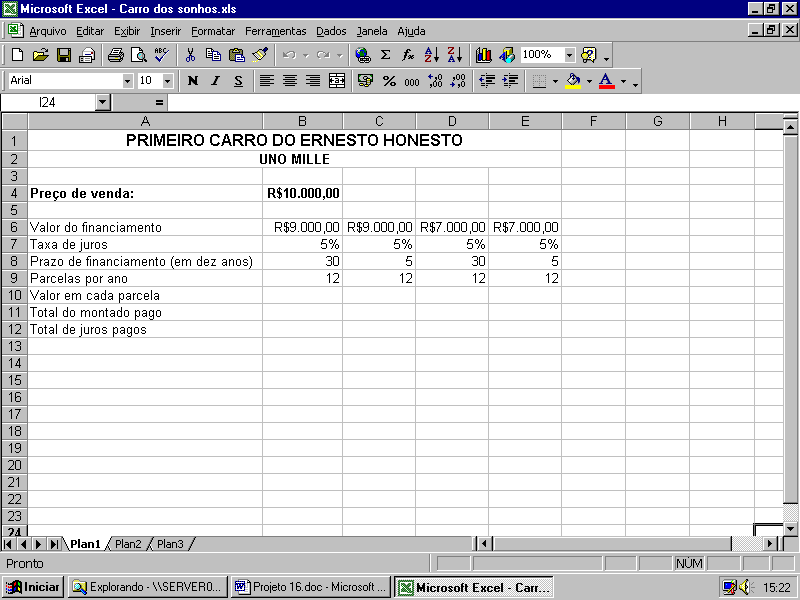 Microsoft Excel - Carro dos sonhos.xls
Arquivo Editar Exibir Inserir Formatar Ferramentas Dados Janela Ajuda
100%
Arial 10 N I S
I24 =
A B C D E F G H
1 PRIMEIRO CARRO DO ERNESTO HONESTO
2 UNO MILLE
3
4 Preço de venda: R$10.000,00
5
6 Valor do financiamento R$9.000,00 R$9.000,00 R$7.000,00 R$7.000,00
7 Taxa de juros 5% 5% 5% 5%
8 Prazo de financiamento (em dez anos) 30 5 30 5
9 Parcelas por ano 12 12 12 12
10 Valor em cada parcela
11 Total do montado pago
12 Total de juros pagos
13
14
15
16
17
18
19
20
21
22
23
24
Plan1 Plan2 Plan3
Pronto NÚM
Iniciar Explorando - \\SERVER0... Projeto 16.doc - Microsoft ... Microsoft Excel - Carr... 15:22